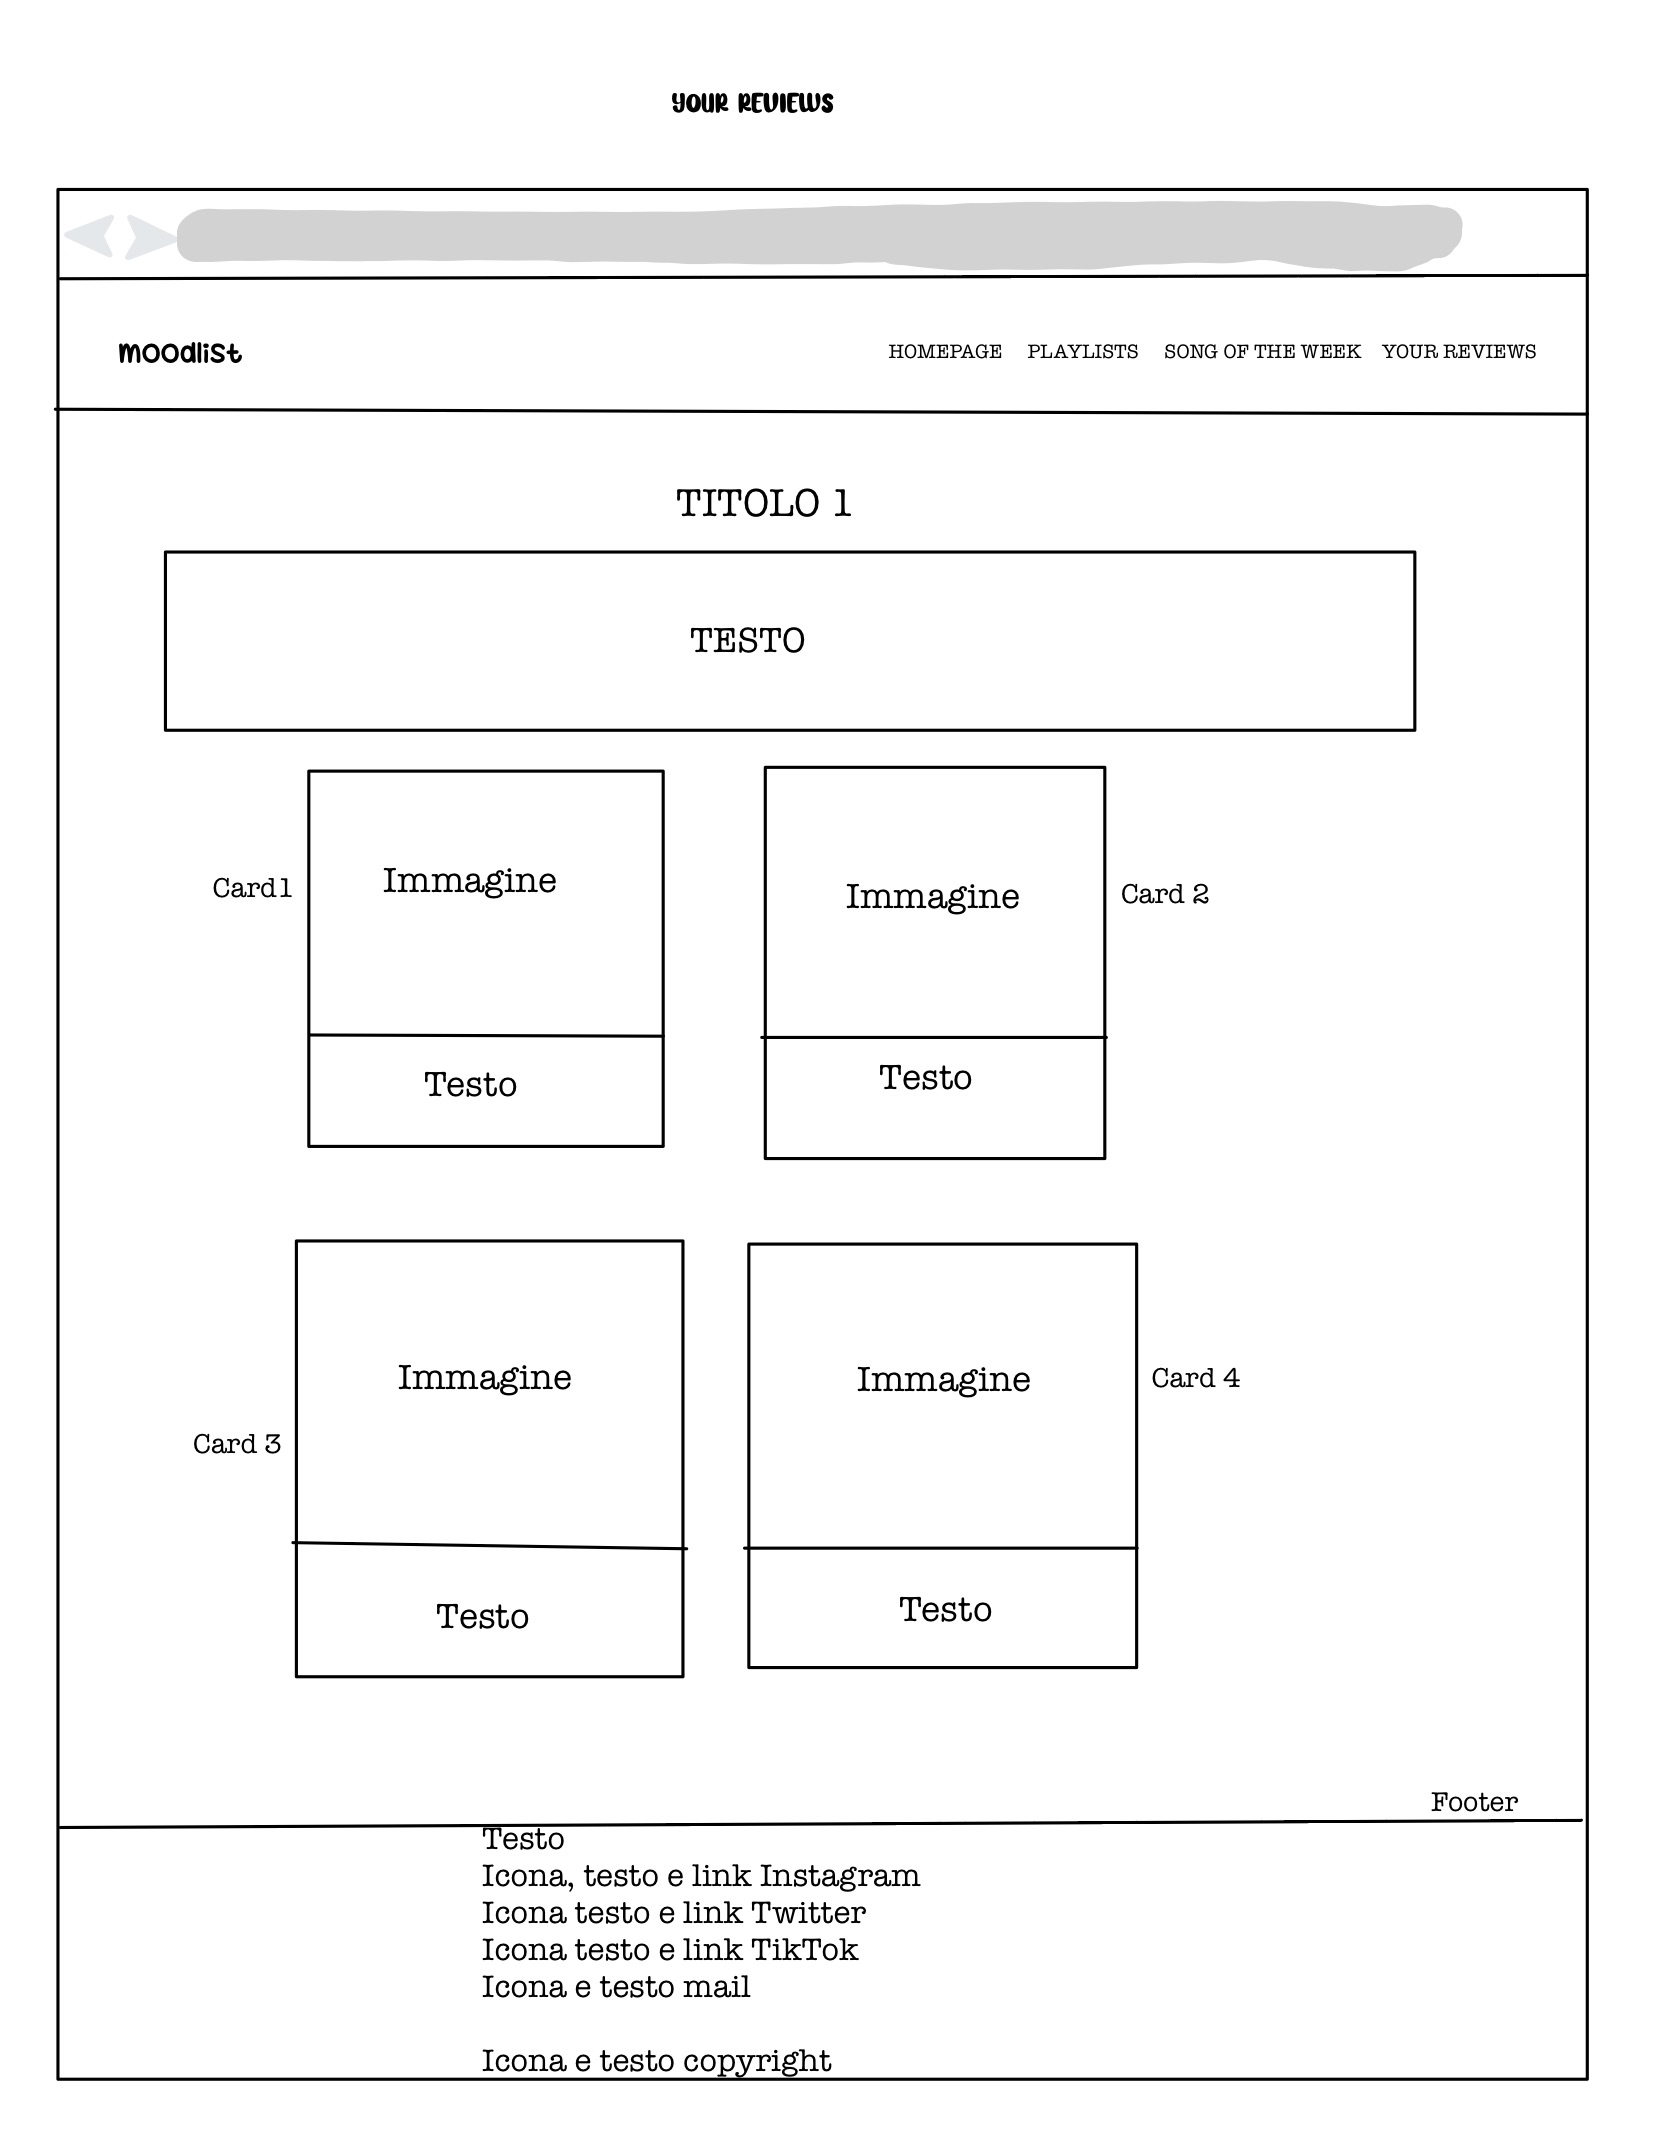 YOUR REVIEWS
moodlist
HOMEPAGE PLAYLISTS SONG OF THE WEEK YOUR REVIEWS
TITOLO 1
TESTO
Card1
Immagine
Testo
Immagine
Card 2
Testo
Card 3
Immagine
Testo
Immagine
Card 4
Testo
Footer
Testo
Icona, testo e link Instagram
Icona testo e link Twitter
Icona testo e link TikTok
Icona e testo mail
Icona e testo copyright